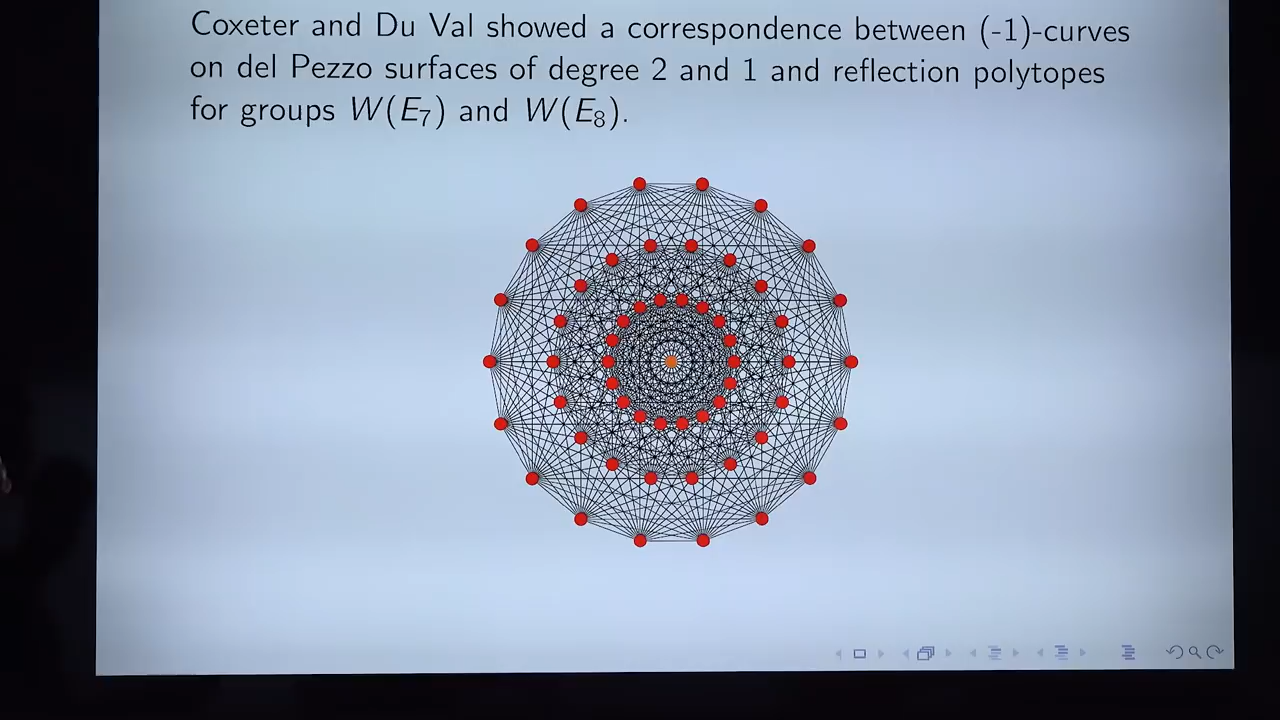 Coxeter and Du Val showed a correspondence between (-1)-curves
on del Pezzo surfaces of degree 2 and 1 and reflection polytopes
for groups W(E₇) and W(E₈).